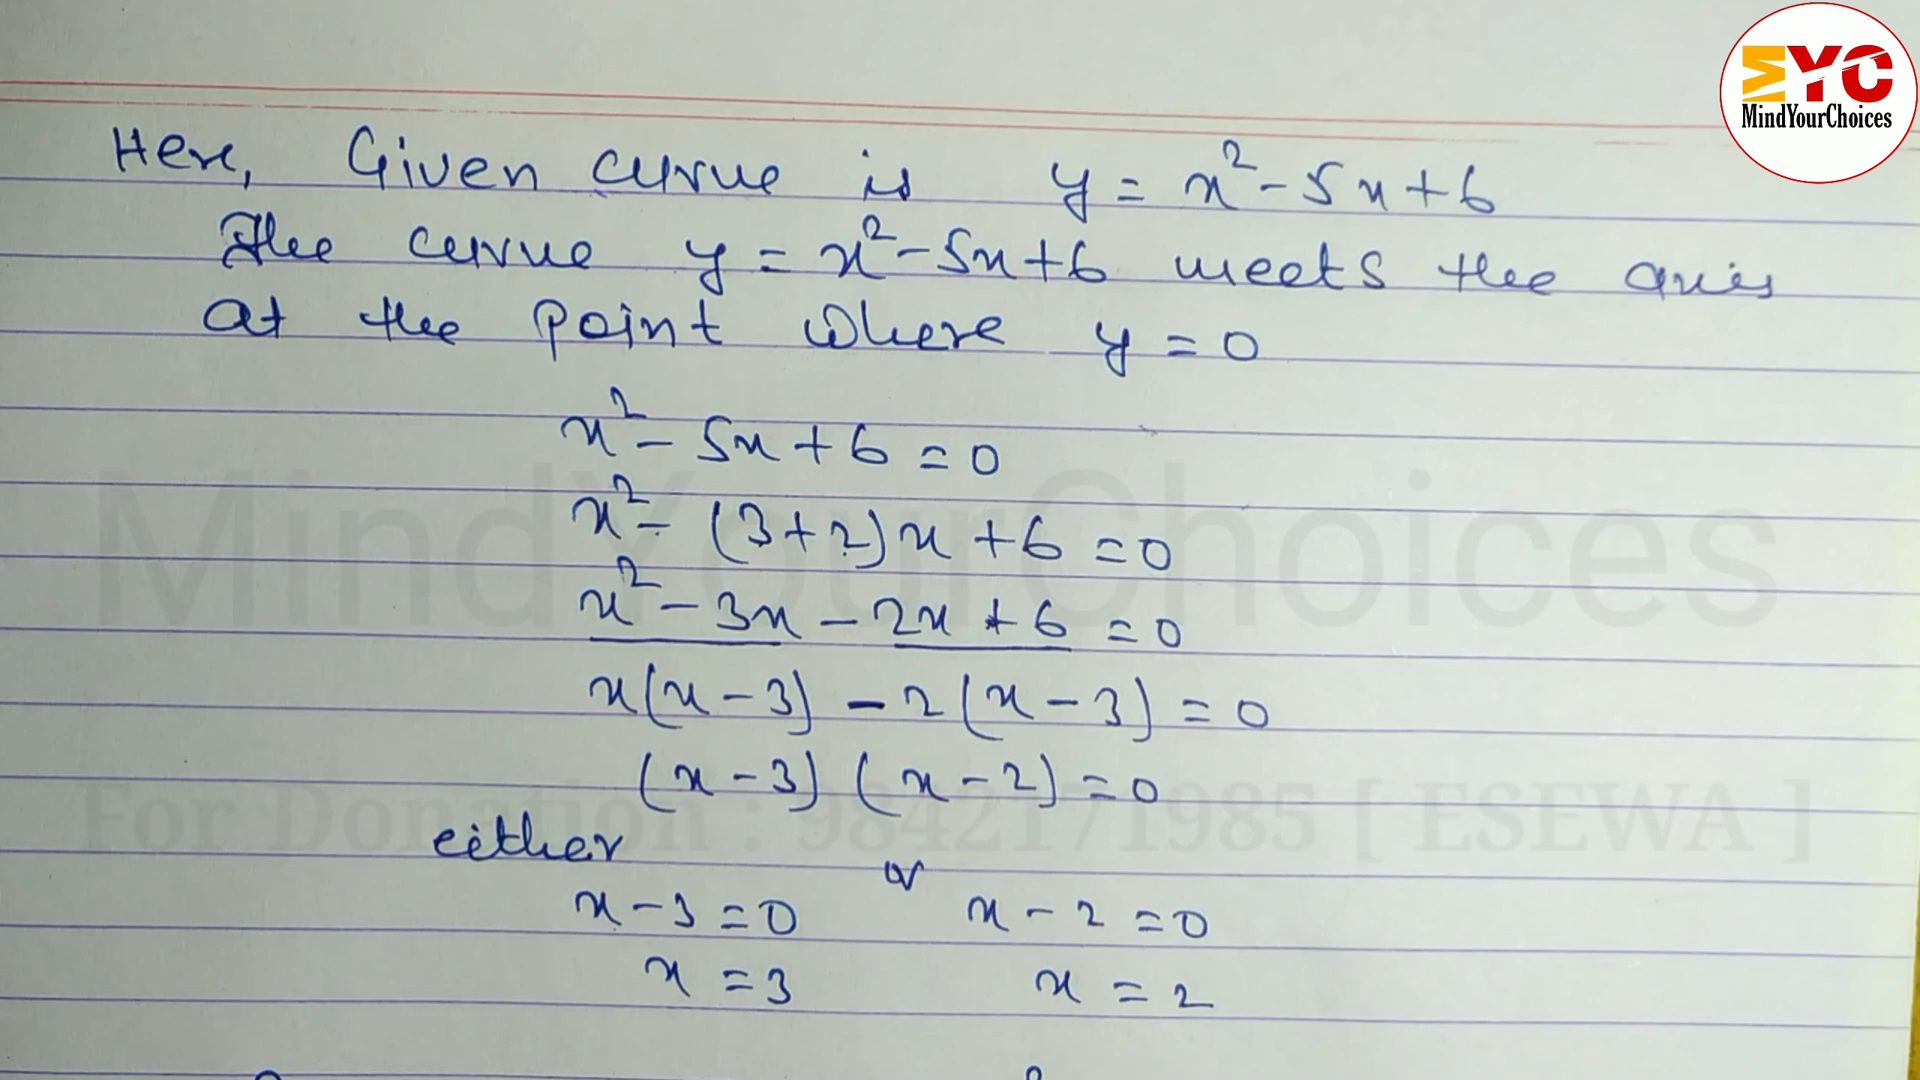 MYC
MindYourChoices
Here, Given curve is y = x² - 5x + 6
The curve y = x² - 5x + 6 meets the axis
at the point where y = 0
x² - 5x + 6 = 0
x² - (3+2)x + 6 = 0
x² - 3x - 2x + 6 = 0
x(x - 3) - 2(x - 3) = 0
(x - 3) (x - 2) = 0
either
or
x - 3 = 0 x - 2 = 0
x = 3 x = 2
MindYourChoices
For Donation : 9842171985 [ ESEWA ]